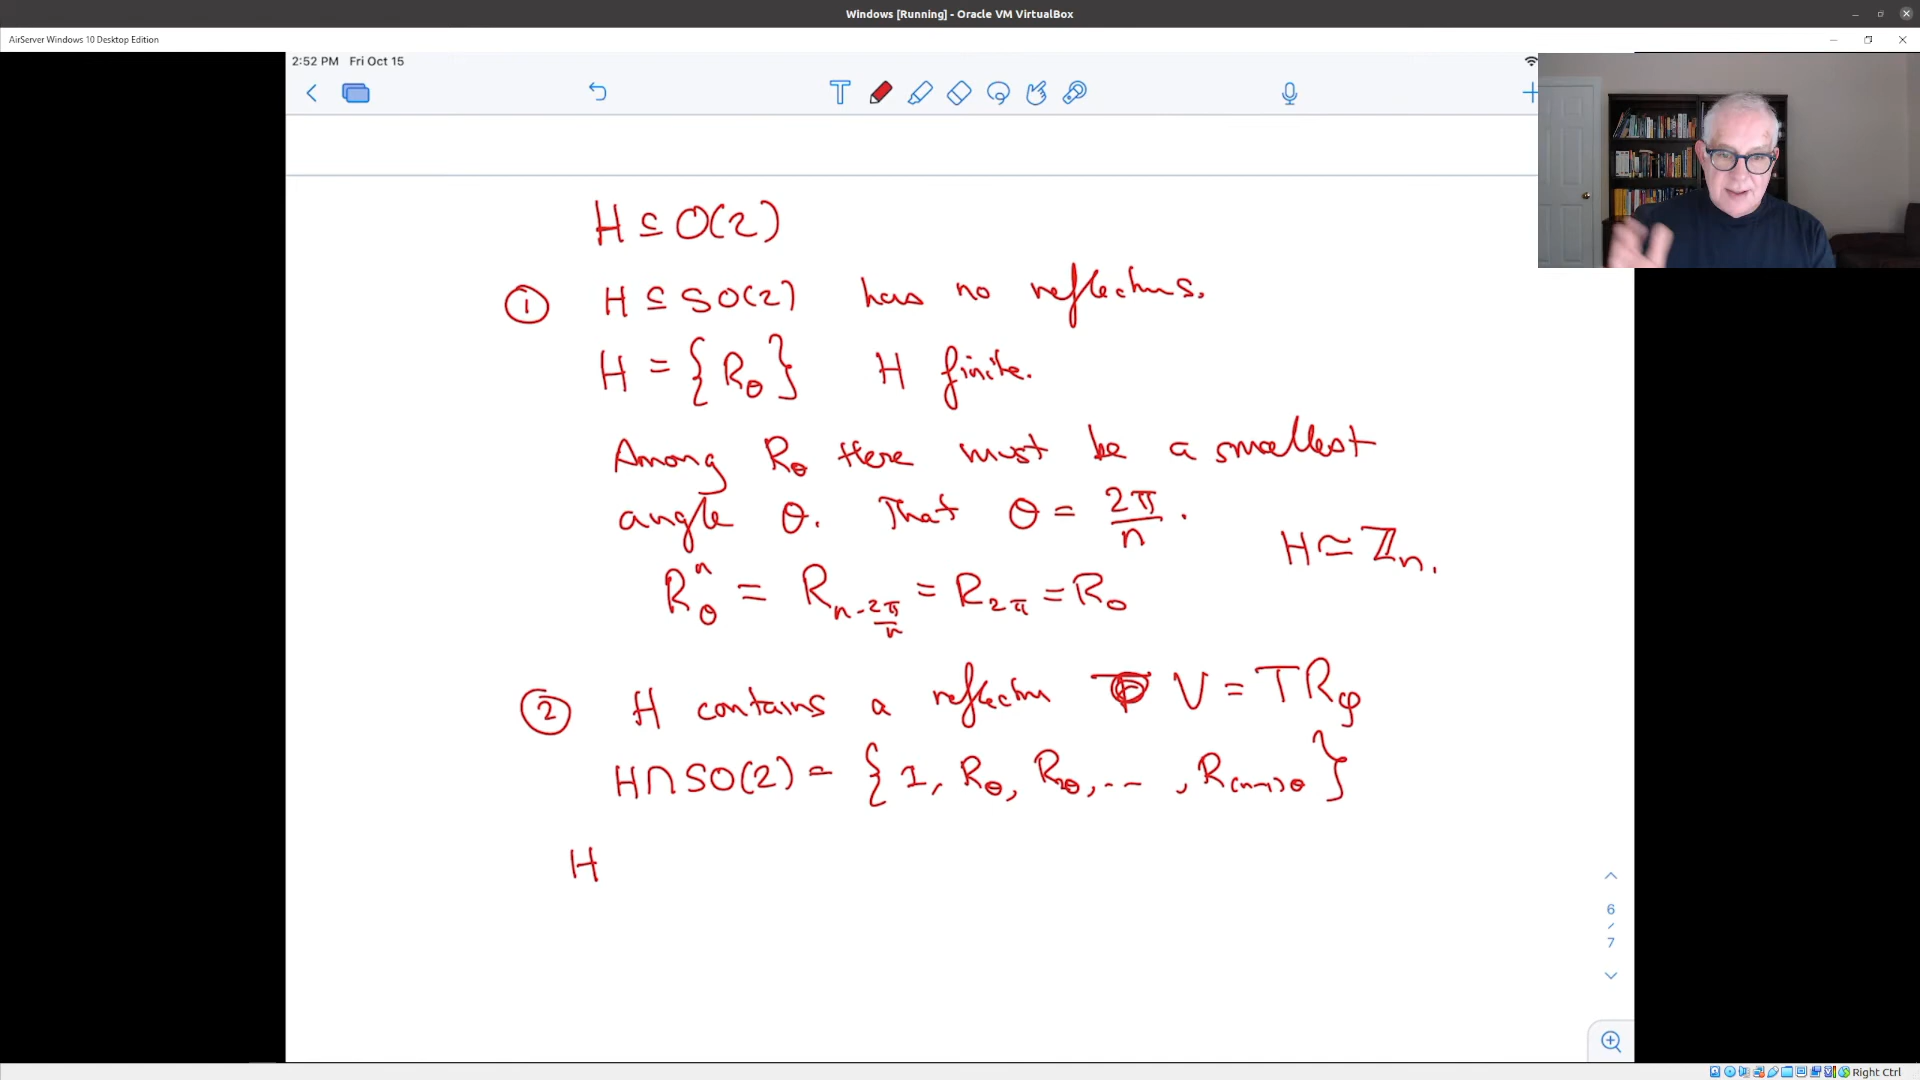 Windows [Running] - Oracle VM VirtualBox
AirServer Windows 10 Desktop Edition
2:52 PM Fri Oct 15
H ⊆ O(2)
① H ⊆ SO(2) has no reflections.
H = {R_θ} H finite.
Among R_θ there must be a smallest
angle θ. That θ = 2π/n.
H ≃ ℤ_n.
R_θ^n = R_{n·2π/n} = R_{2π} = R_0
② H contains a reflection V = TR_φ
H∩SO(2) = {1, R_θ, R_{2θ}, ..., R_{(n-1)θ}}
H
6
/
7
Right Ctrl